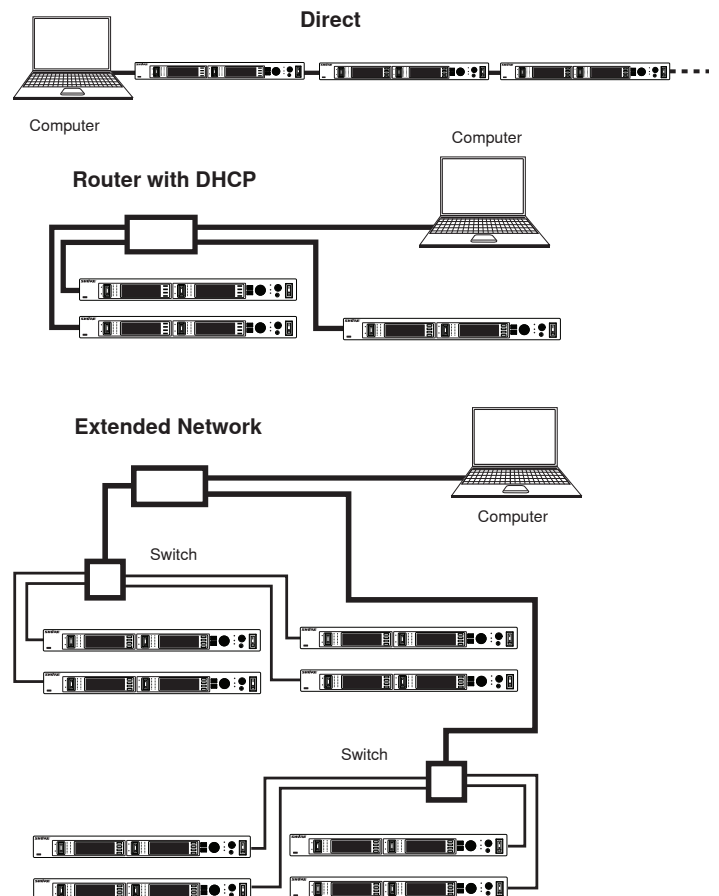 Direct
Computer
Computer
Router with DHCP
Extended Network
Computer
Switch
Switch